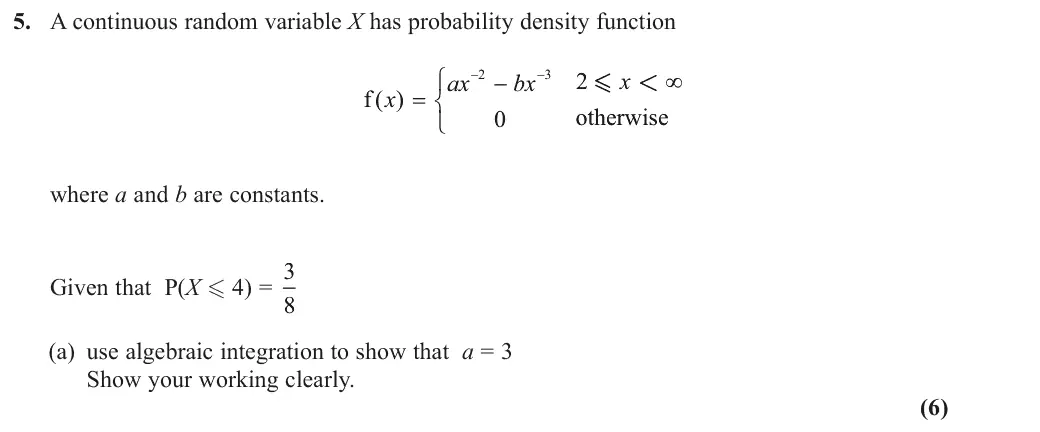 5. A continuous random variable X has probability density function
f(x) = { ax⁻² − bx⁻³ 2 ⩽ x < ∞
0 otherwise
where a and b are constants.
Given that P(X ⩽ 4) = 3/8
(a) use algebraic integration to show that a = 3
Show your working clearly.
(6)